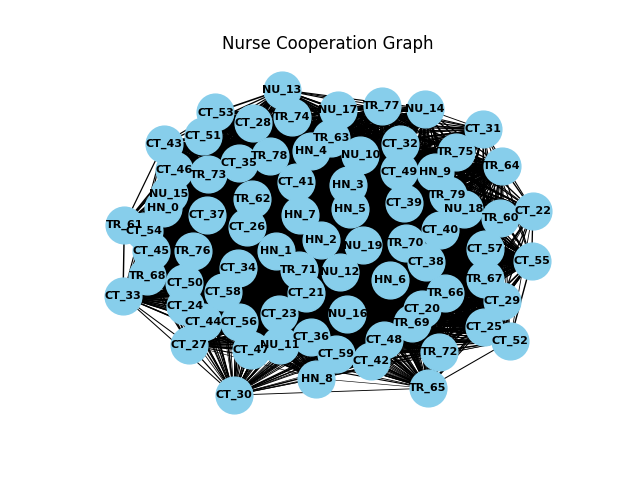 Nurse Cooperation Graph
NU_13
CT_53
NU_17
TR_77
NU_14
CT_28
TR_74
CT_31
CT_51
TR_63
CT_43
CT_32
HN_4
NU_10
TR_75
CT_35
TR_78
TR_64
CT_46
TR_73
CT_49
HN_9
CT_41
HN_3
NU_15
TR_62
TR_79
HN_0
CT_39
HN_5
NU_18
CT_22
CT_37
HN_7
TR_60
TR_61
CT_54
CT_26
CT_40
HN_2
TR_70
NU_19
CT_45
TR_76
HN_1
CT_57
CT_38
CT_55
CT_34
TR_71
NU_12
TR_68
HN_6
TR_67
CT_50
CT_58
CT_21
TR_66
CT_33
CT_29
CT_24
CT_20
CT_23
NU_16
CT_44
CT_56
TR_69
CT_25
CT_36
CT_48
CT_52
CT_27
NU_11
CT_47
TR_72
CT_59
CT_42
HN_8
TR_65
CT_30